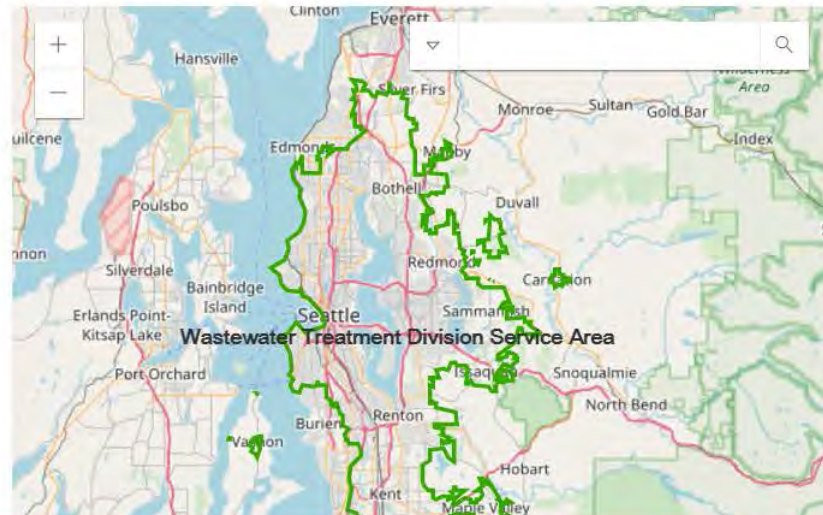 Clinton
Everett
Hansville
Silver Firs
Wilderness
Area
Monroe
Sultan
Gold Bar
uilcene
Index
Edmonds
Maltby
Bothell
Poulsbo
Duvall
nnon
Silverdale
Redmond
Carnation
Bainbridge
Island
Erlands Point-
Kitsap Lake
Seattle
Sammamish
Wastewater Treatment Division Service Area
Port Orchard
Issaquah
Snoqualmie
North Bend
Burien
Renton
Vashon
Hobart
Kent
Maple Valley